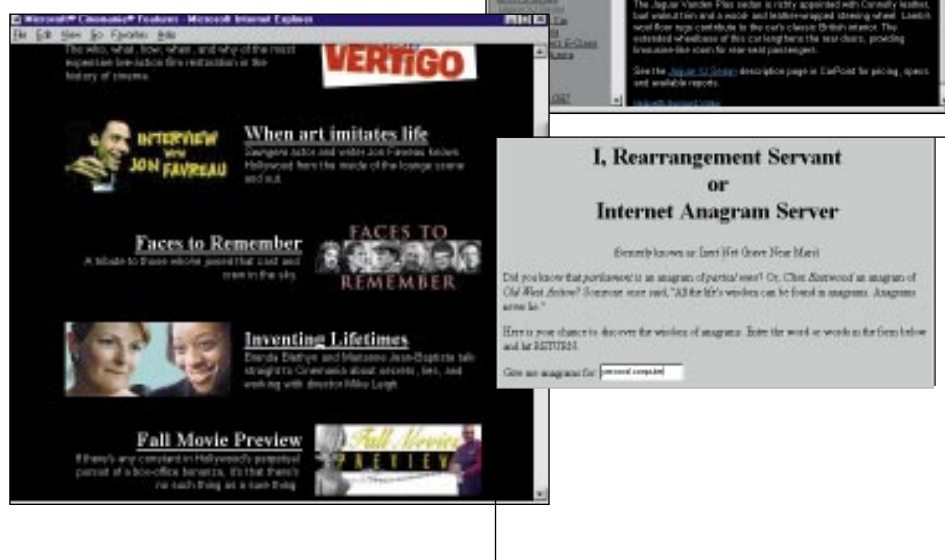 Microsoft® Cinemania® Features - Microsoft Internet Explorer
File Edit View Go Favorites Help
The who, what, how, when, and why of the most
expensive live-action film restoration in the
history of cinema.
VERTIGO
INTERVIEW
WITH
JON FAVREAU
When art imitates life
Swingers actor and writer Jon Favreau knows
Hollywood from the inside of the lounge scene
and out.
Faces to Remember
A tribute to those who've joined that cast and
crew in the sky.
FACES TO
REMEMBER
Inventing Lifetimes
Brenda Blethyn and Marianne Jean-Baptiste talk
straight to Cinemania about secrets, lies, and
working with director Mike Leigh.
Fall Movie Preview
If there's any constant in Hollywood's perpetual
pursuit of a box-office bonanza, it's that there's
no such thing as a sure thing.
Fall Movies
PREVIEW
The Jaguar Vanden Plas sedan is richly appointed with Connolly leather,
burl walnut trim and a wood- and leather-wrapped steering wheel. Lamb's
wool floor rugs contribute to the car's classic British interior. The
extended wheelbase of this car lengthens the rear doors, providing
limousine-like room for rear-seat passengers.
See the Jaguar XJ Sedan description page in CarPoint for pricing, specs
and available reports.
I, Rearrangement Servant
or
Internet Anagram Server
(formerly known as: Inert Net Grave Near Mars)
Did you know that parliament is an anagram of partial men? Or, Clint Eastwood an anagram of
Old West Action? Someone once said, "All the life's wisdom can be found in anagrams. Anagrams
never lie."
Here is your chance to discover the wisdom of anagrams. Enter the word or words in the form below
and hit RETURN.
Give me anagrams for: personal computer